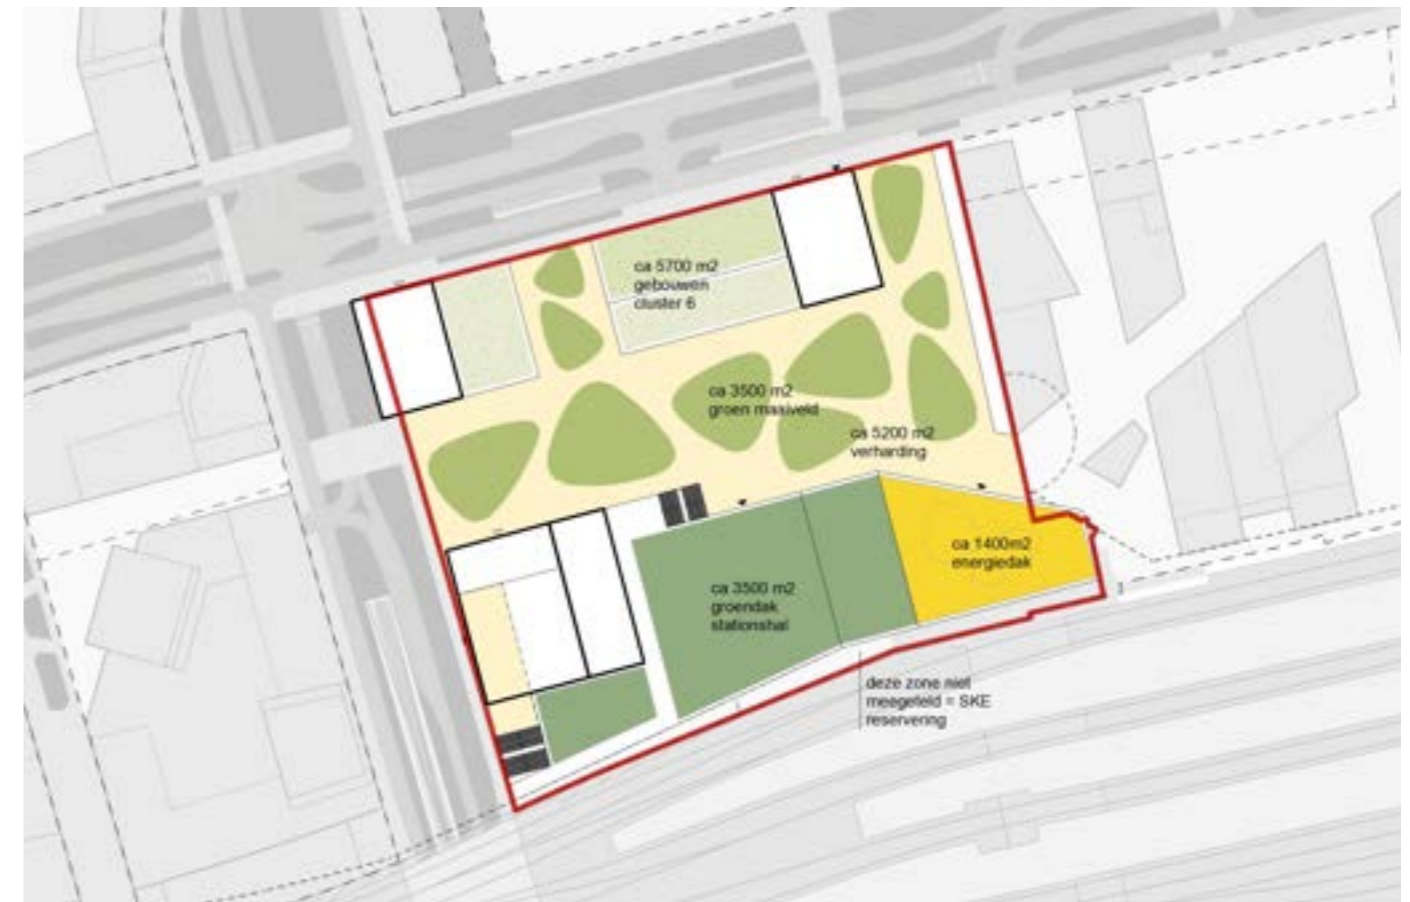 ca 5700 m2
gebouwen
cluster 6
ca 3500 m2
groen maaiveld
ca 5200 m2
verharding
ca 1400m2
energiedak
ca 3500 m2
groendak
stationshal
deze zone niet
meegeteld = SKE
reservering